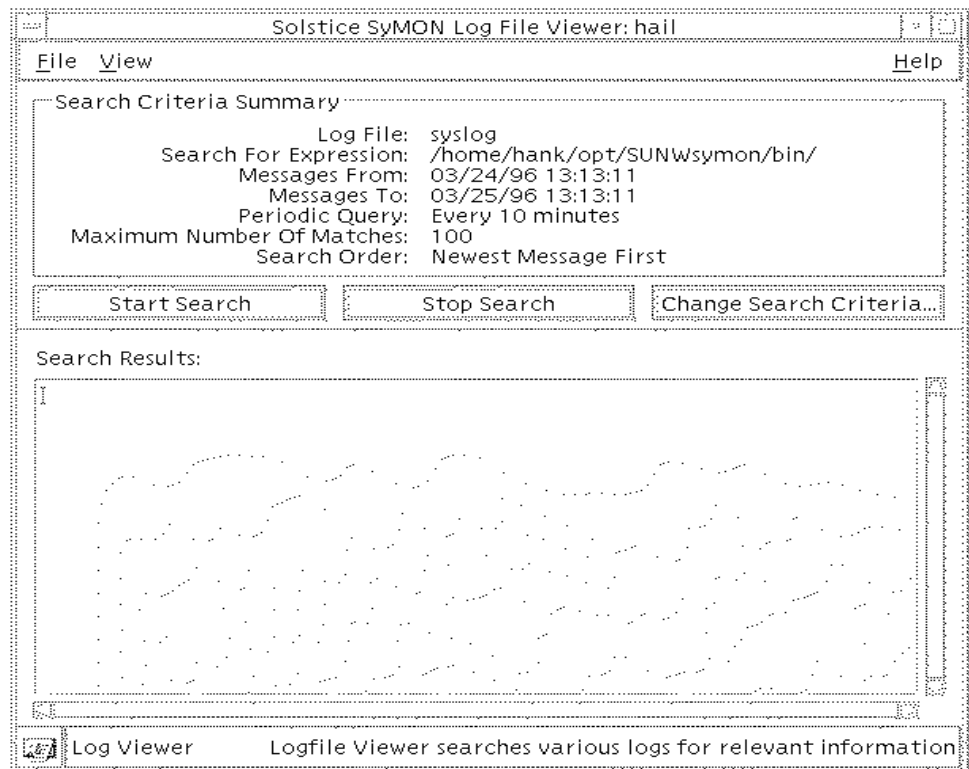 Solstice SyMON Log File Viewer: hail
File View Help
Search Criteria Summary
Log File: syslog
Search For Expression: /home/hank/opt/SUNWsymon/bin/
Messages From: 03/24/96 13:13:11
Messages To: 03/25/96 13:13:11
Periodic Query: Every 10 minutes
Maximum Number Of Matches: 100
Search Order: Newest Message First
Start Search Stop Search Change Search Criteria...
Search Results:
Log Viewer Logfile Viewer searches various logs for relevant information